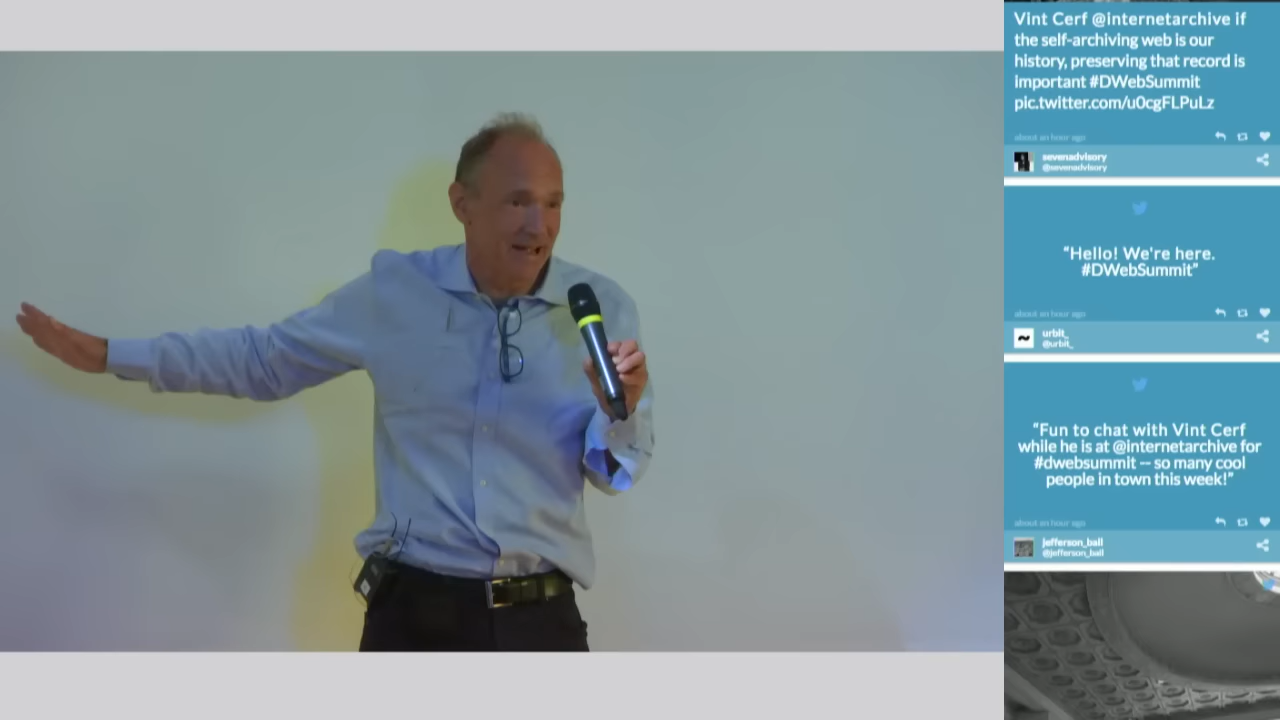 Vint Cerf @internetarchive if
the self-archiving web is our
history, preserving that record is
important #DWebSummit
pic.twitter.com/u0cgFLPuLz
about an hour ago
sevenadvisory
@sevenadvisory
“Hello! We're here.
#DWebSummit”
about an hour ago
urbit_
@urbit_
“Fun to chat with Vint Cerf
while he is at @internetarchive for
#dwebsummit -- so many cool
people in town this week!”
about an hour ago
jefferson_bail
@jefferson_bail